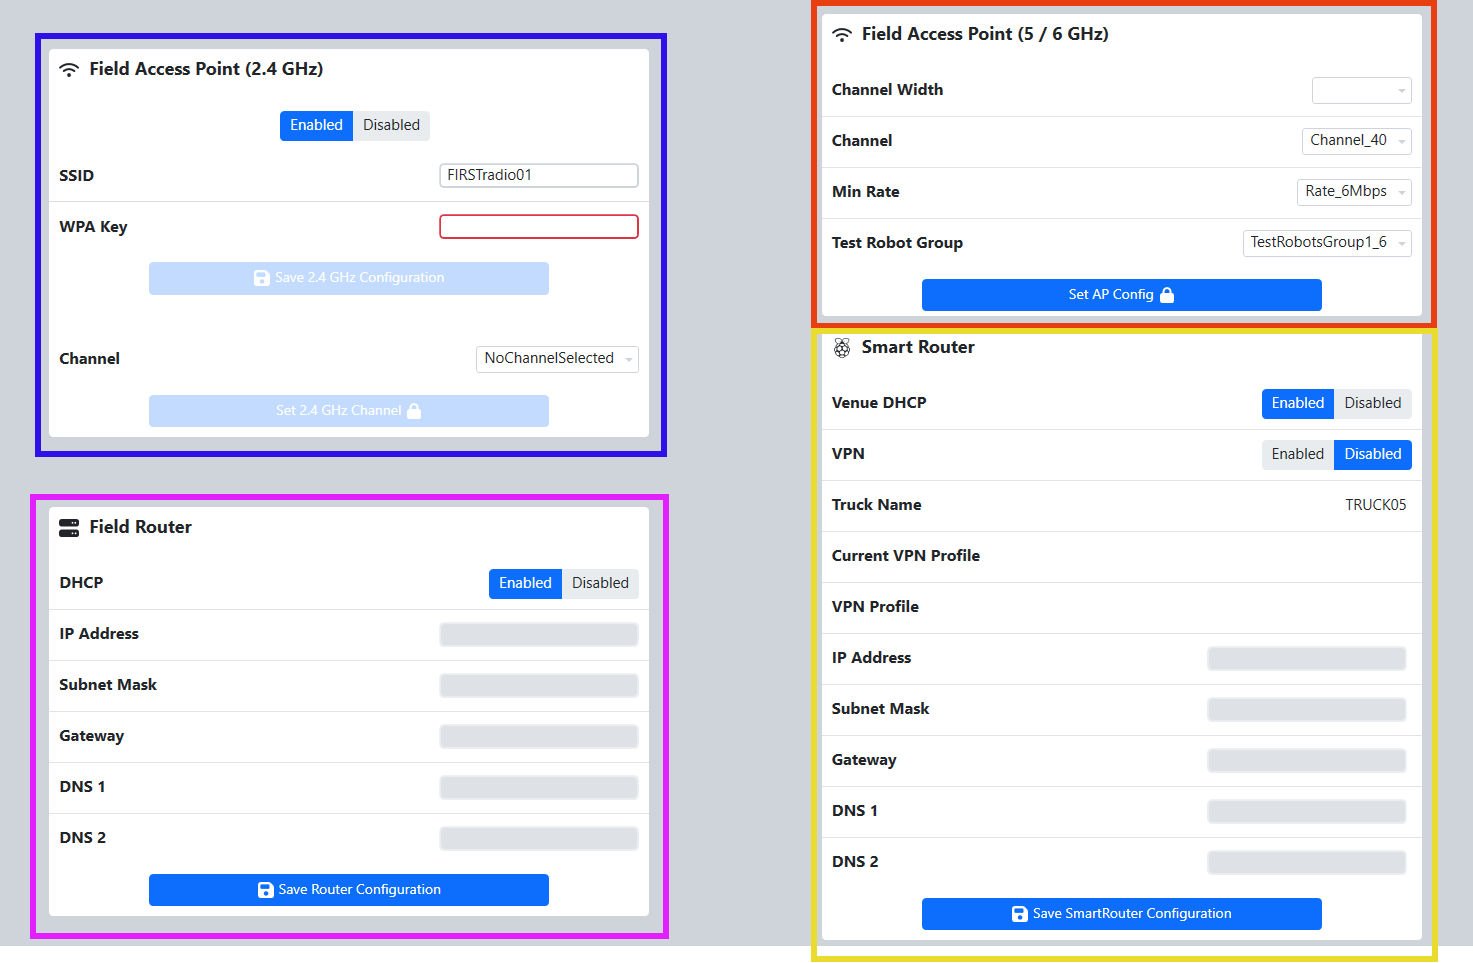 Field Access Point (2.4 GHz)
Enabled Disabled
SSID FIRSTradio01
WPA Key
Save 2.4 GHz Configuration
Channel NoChannelSelected
Set 2.4 GHz Channel
Field Router
DHCP Enabled Disabled
IP Address
Subnet Mask
Gateway
DNS 1
DNS 2
Save Router Configuration
Field Access Point (5 / 6 GHz)
Channel Width
Channel Channel_40
Min Rate Rate_6Mbps
Test Robot Group TestRobotsGroup1_6
Set AP Config
Smart Router
Venue DHCP Enabled Disabled
VPN Enabled Disabled
Truck Name TRUCK05
Current VPN Profile
VPN Profile
IP Address
Subnet Mask
Gateway
DNS 1
DNS 2
Save SmartRouter Configuration